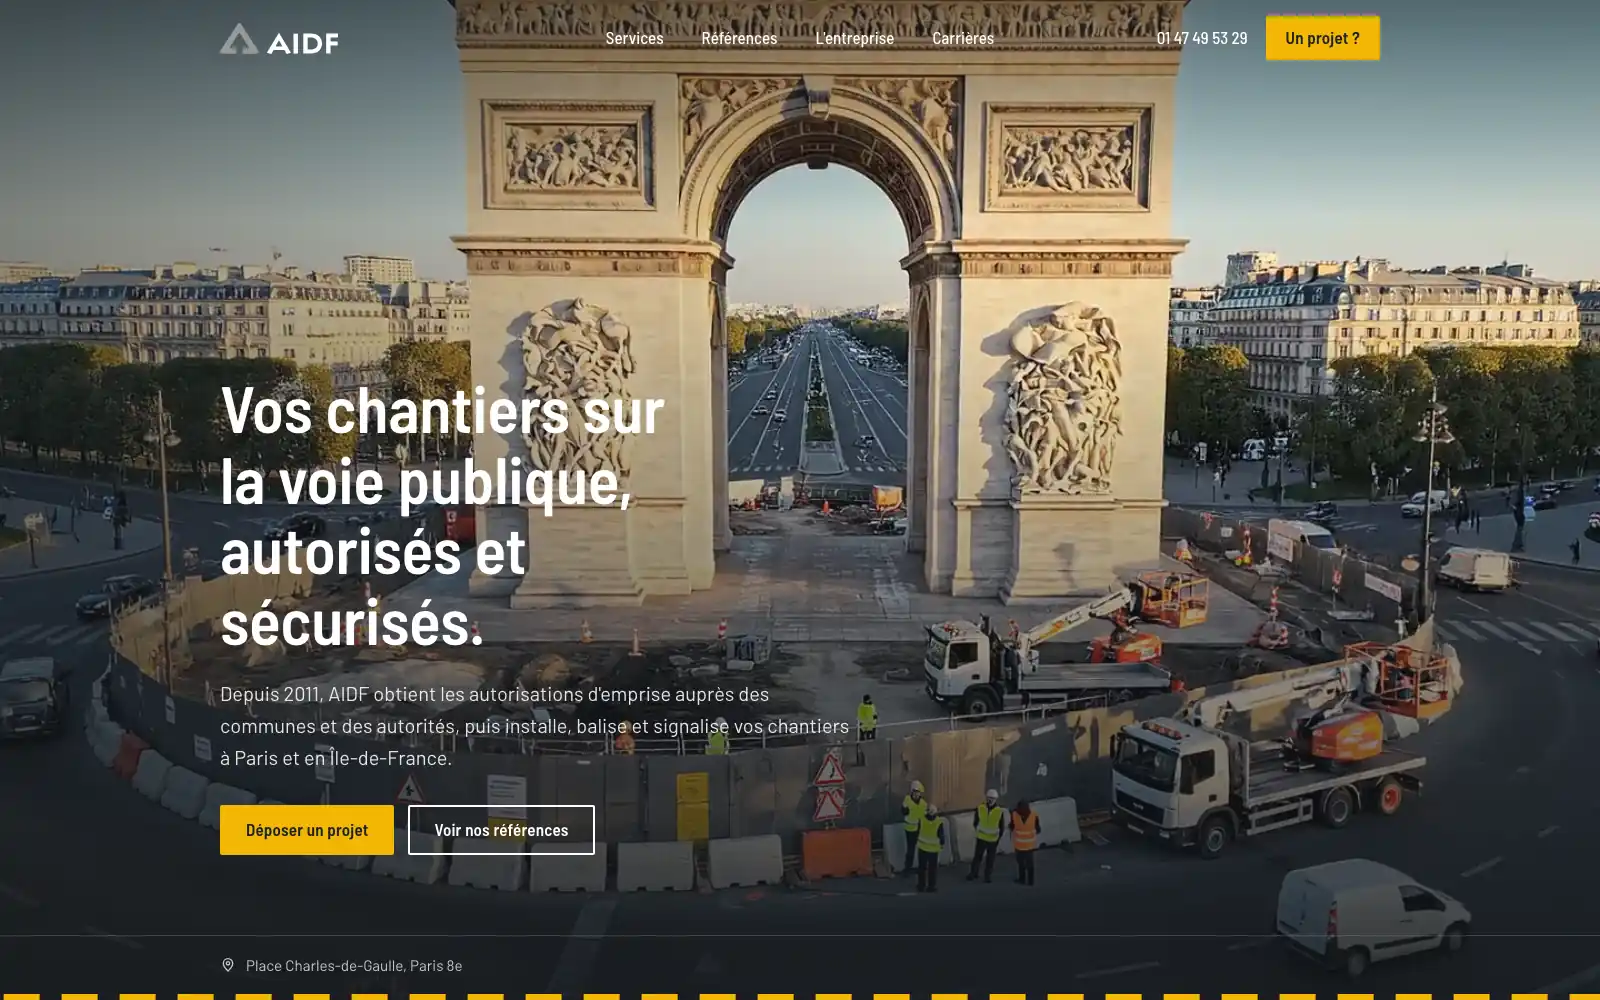 AIDF
Services
Références
L'entreprise
Carrières
01 47 49 53 29
Un projet ?
Vos chantiers sur
la voie publique,
autorisés et
sécurisés.
Depuis 2011, AIDF obtient les autorisations d'emprise auprès des
communes et des autorités, puis installe, balise et signalise vos chantiers
à Paris et en Île-de-France.
Déposer un projet
Voir nos références
Place Charles-de-Gaulle, Paris 8e